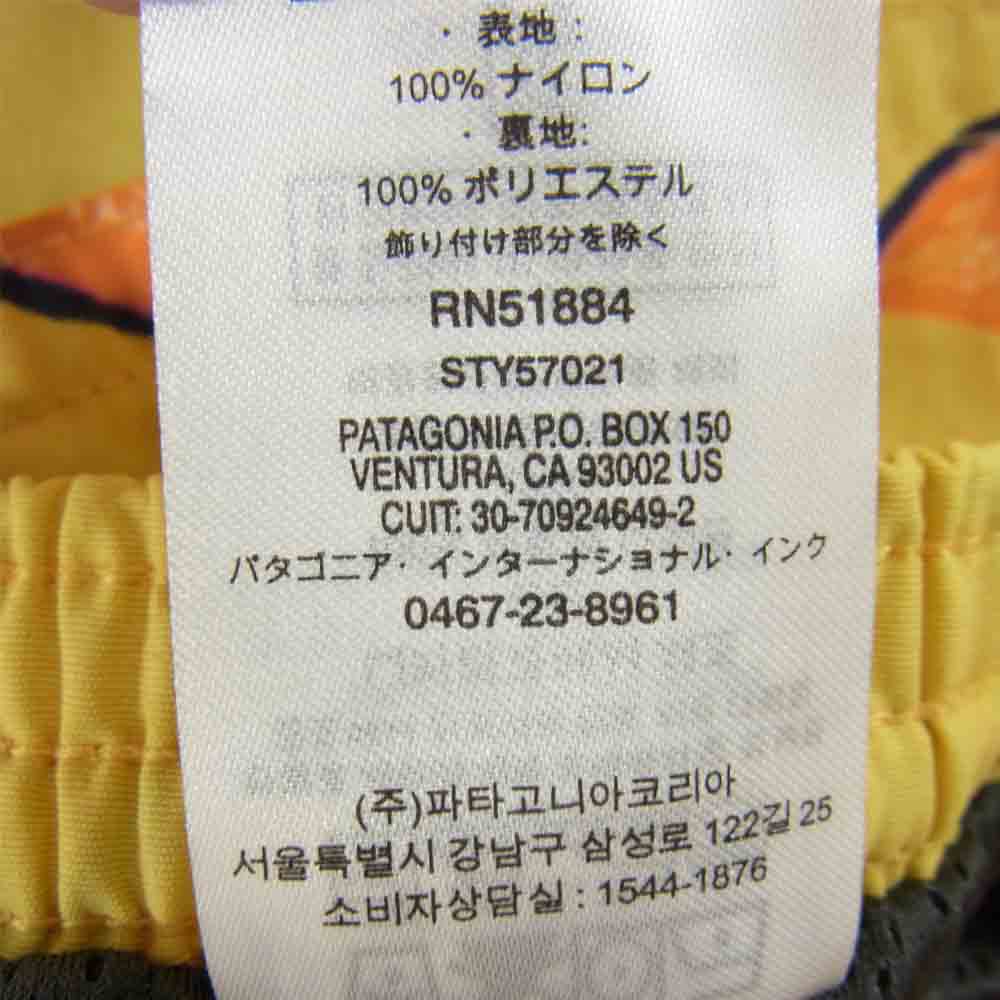 ・表地：
100% ナイロン
・裏地:
100% ポリエステル
飾り付け部分を除く
RN51884
STY57021
PATAGONIA P.O. BOX 150
VENTURA, CA 93002 US
CUIT: 30-70924649-2
パタゴニア・インターナショナル・インク
0467-23-8961
(주)파타고니아코리아
서울특별시 강남구 삼성로 122길 25
소비자상담실 : 1544-1876